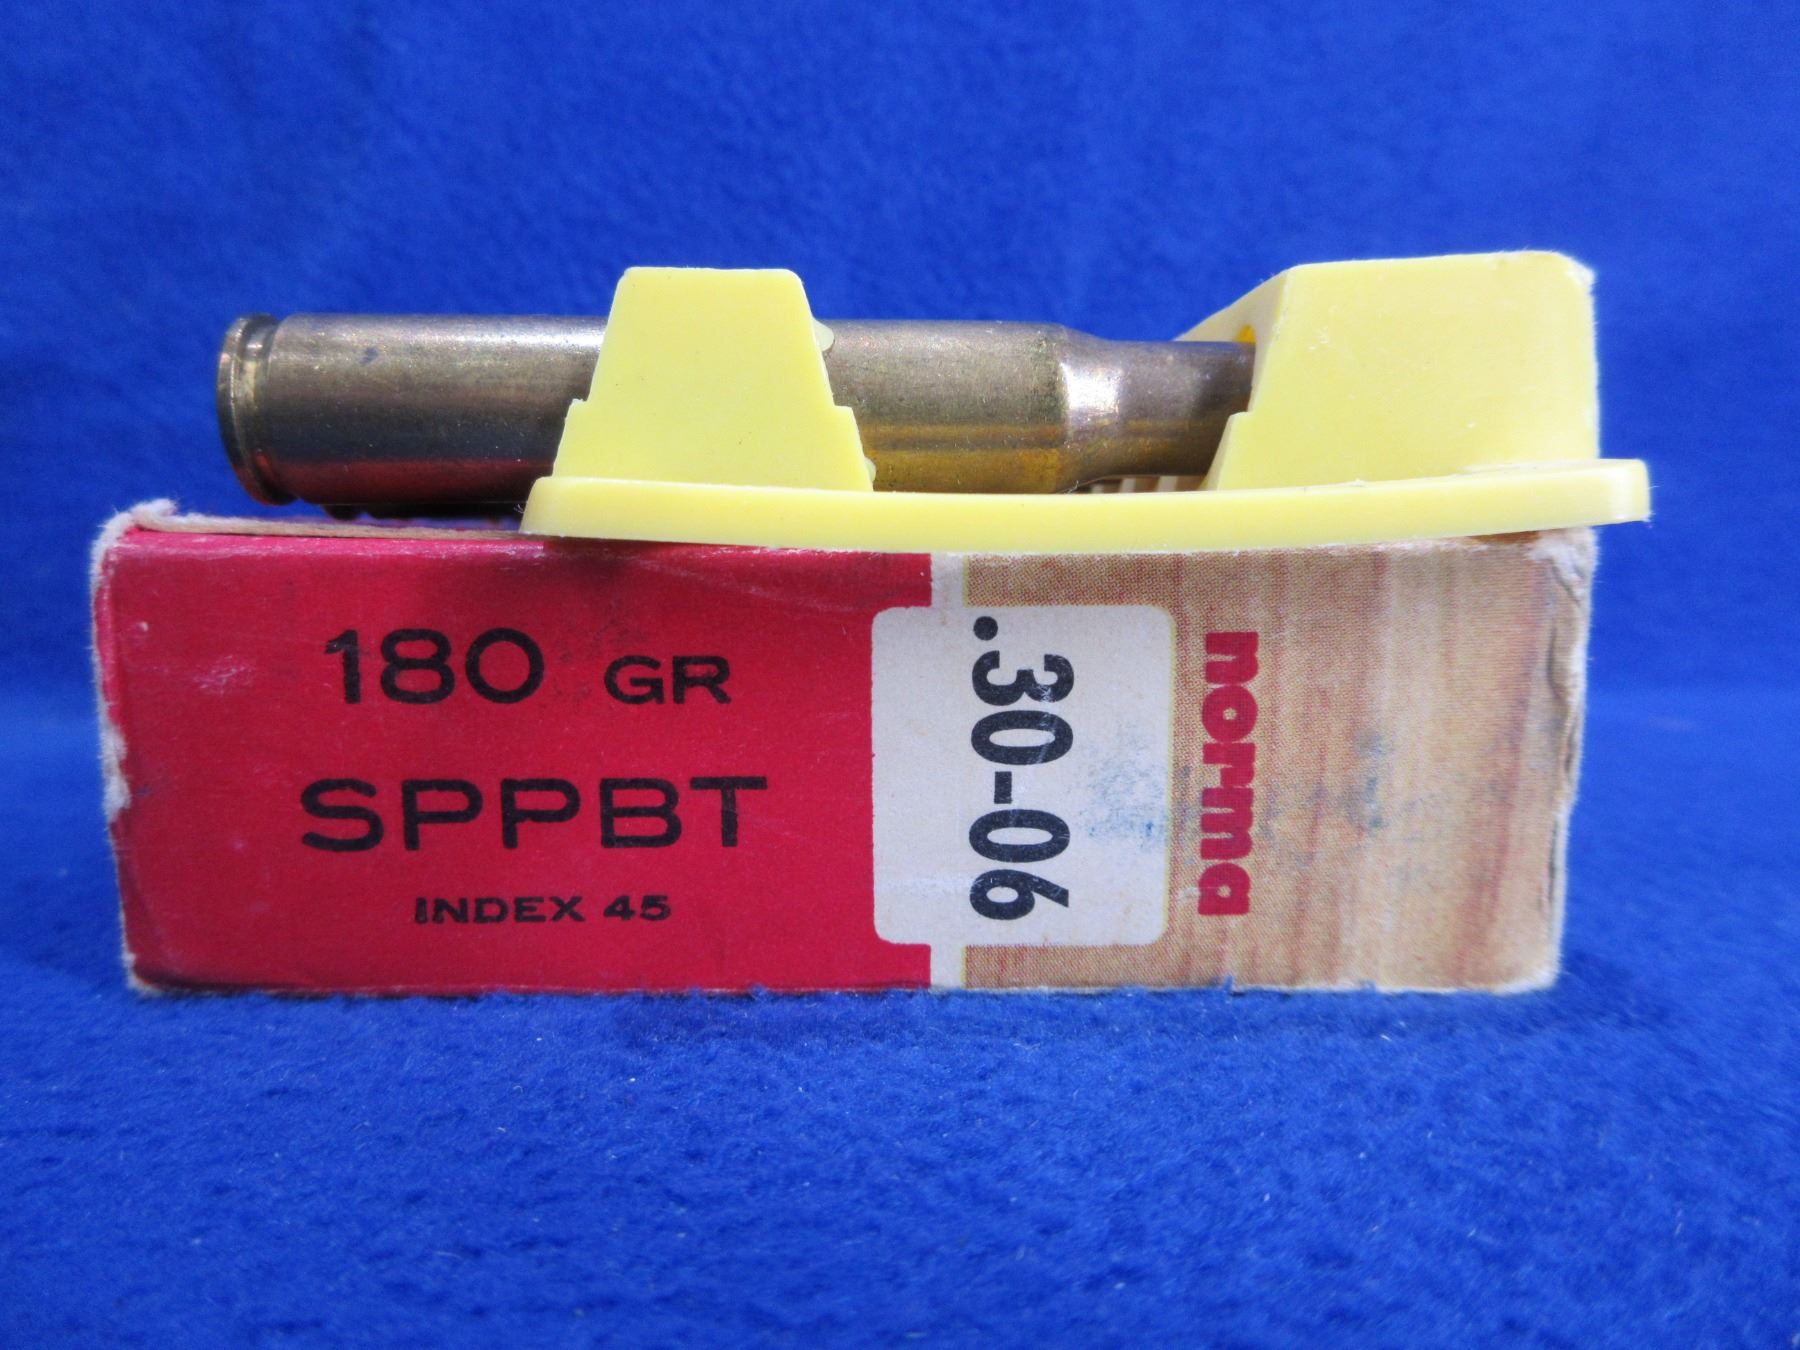 180 GR
SPPBT
INDEX 45
.30-06
norma